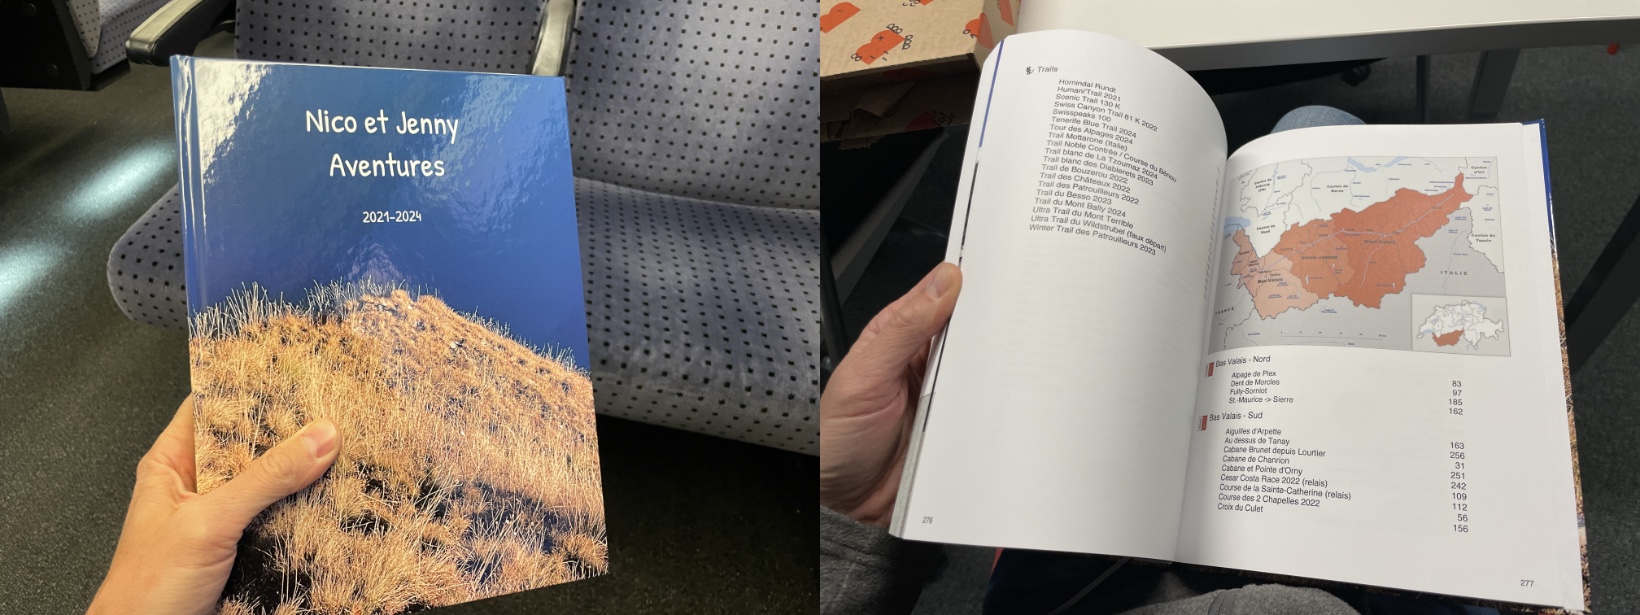 Nico et Jenny
Aventures
2021-2024
Trails
Hornindal Rundt
Humani'Trail 2021
Scenic Trail 130 K
Swiss Canyon Trail 81 K 2022
Swisspeaks 100
Tenerife Blue Trail 2024
Tour des Alpages 2024
Trail Mottarone (Italie)
Trail Noble Contrée / Course du Bénou
Trail blanc de La Tzoumaz 2024
Trail blanc des Diablerets 2023
Trail de Bouzerou 2022
Trail des Châteaux 2022
Trail des Patrouilleurs 2022
Trail du Besso 2023
Trail du Mont Bally 2024
Ultra Trail du Mont Terrible
Ultra Trail du Wildstrubel (faux départ)
Winter Trail des Patrouilleurs 2023
276
ITALIE
Bas Valais - Nord
Alpage de Plex 83
Dent de Morcles 97
Fully-Sorniot 185
St.-Maurice -> Sierre 162
Bas Valais - Sud
Aiguilles d'Arpette 163
Au dessus de Tanay 256
Cabane Brunet depuis Lourtier 31
Cabane de Chanrion 251
Cabane et Pointe d'Orny 242
Cesar Costa Race 2022 (relais) 109
Course de la Sainte-Catherine (relais) 112
Course des 2 Chapelles 2022 56
Croix du Culet 156
277